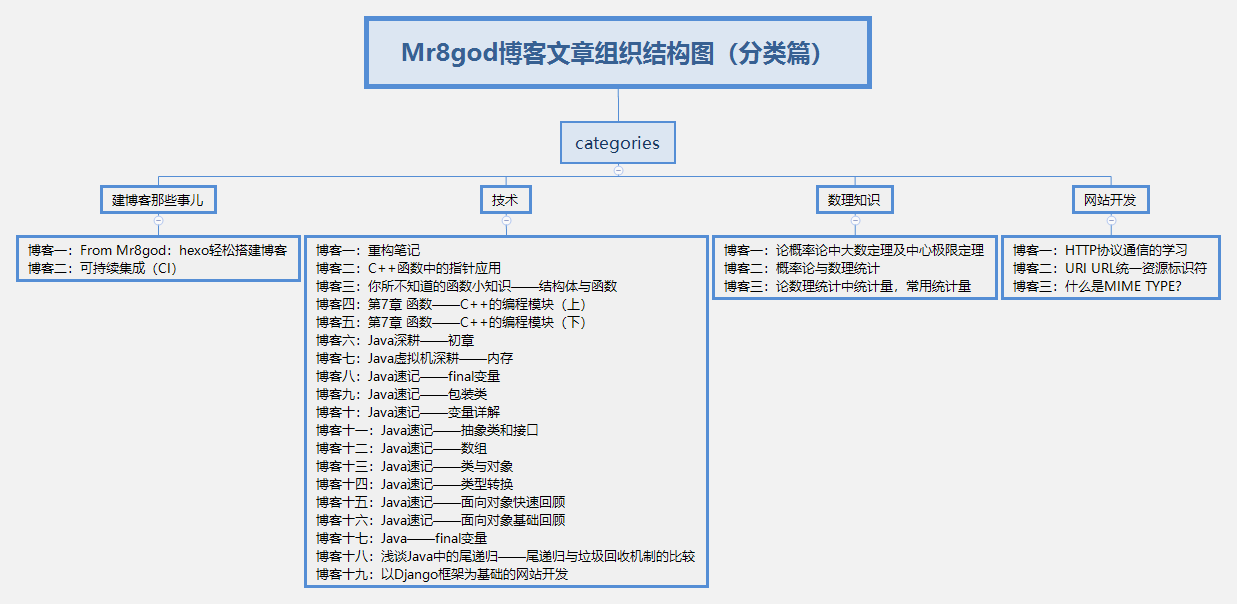 Mr8god博客文章组织结构图（分类篇）
categories
建博客那些事儿
博客一：From Mr8god：hexo轻松搭建博客
博客二：可持续集成（CI）
技术
博客一：重构笔记
博客二：C++函数中的指针应用
博客三：你所不知道的函数小知识——结构体与函数
博客四：第7章 函数——C++的编程模块（上）
博客五：第7章 函数——C++的编程模块（下）
博客六：Java深耕——初章
博客七：Java虚拟机深耕——内存
博客八：Java速记——final变量
博客九：Java速记——包装类
博客十：Java速记——变量详解
博客十一：Java速记——抽象类和接口
博客十二：Java速记——数组
博客十三：Java速记——类与对象
博客十四：Java速记——类型转换
博客十五：Java速记——面向对象快速回顾
博客十六：Java速记——面向对象基础回顾
博客十七：Java——final变量
博客十八：浅谈Java中的尾递归——尾递归与垃圾回收机制的比较
博客十九：以Django框架为基础的网站开发
数理知识
博客一：论概率论中大数定理及中心极限定理
博客二：概率论与数理统计
博客三：论数理统计中统计量，常用统计量
网站开发
博客一：HTTP协议通信的学习
博客二：URI URL统一资源标识符
博客三：什么是MIME TYPE?